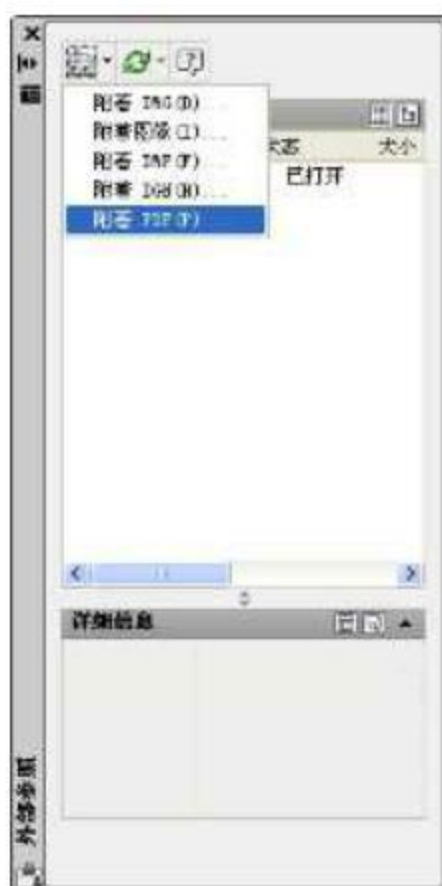 附着 DWG(D)...
附着图像(I)...
附着 DWF(F)...
附着 DGN(N)...
附着 PDF(P)
状态 大小
已打开
详细信息
外部参照